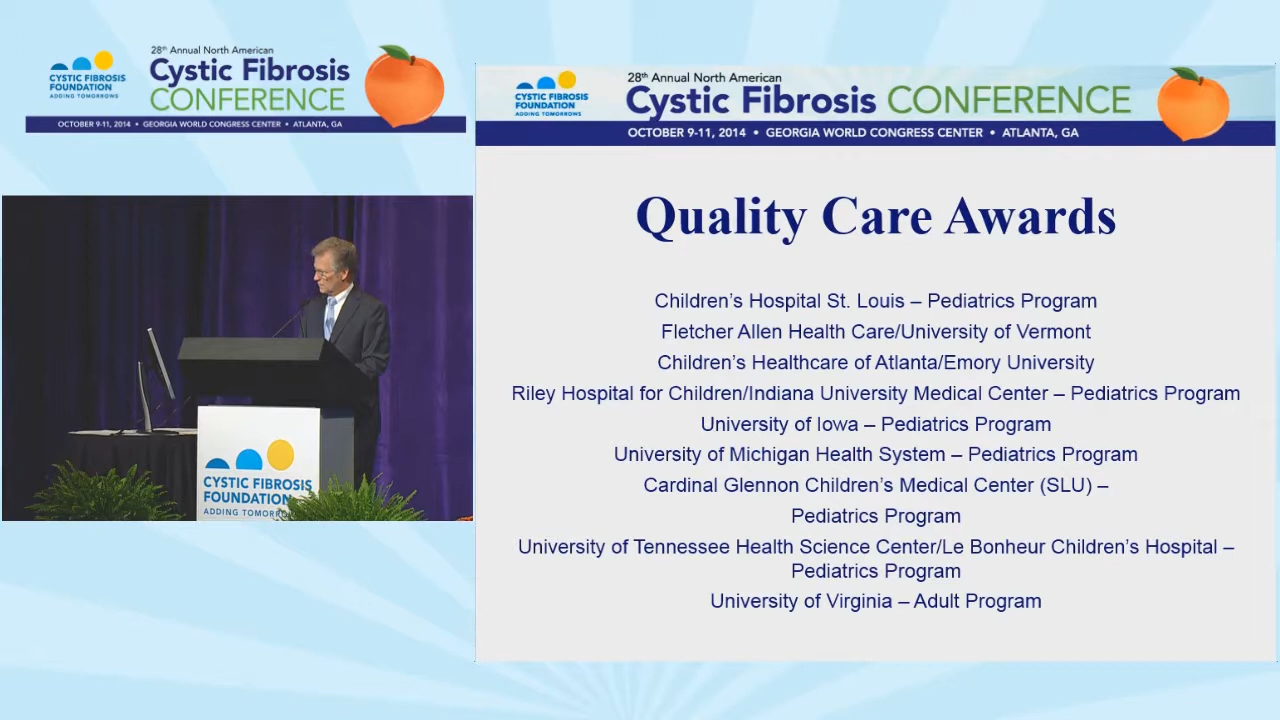 28th Annual North American
Cystic Fibrosis
CONFERENCE
CYSTIC FIBROSIS
FOUNDATION
ADDING TOMORROWS
OCTOBER 9-11, 2014 • GEORGIA WORLD CONGRESS CENTER • ATLANTA, GA
28th Annual North American
Cystic Fibrosis CONFERENCE
CYSTIC FIBROSIS
FOUNDATION
ADDING TOMORROWS
OCTOBER 9-11, 2014 • GEORGIA WORLD CONGRESS CENTER • ATLANTA, GA
Quality Care Awards
Children's Hospital St. Louis – Pediatrics Program
Fletcher Allen Health Care/University of Vermont
Children's Healthcare of Atlanta/Emory University
Riley Hospital for Children/Indiana University Medical Center – Pediatrics Program
University of Iowa – Pediatrics Program
University of Michigan Health System – Pediatrics Program
Cardinal Glennon Children's Medical Center (SLU) –
Pediatrics Program
University of Tennessee Health Science Center/Le Bonheur Children's Hospital –
Pediatrics Program
University of Virginia – Adult Program
CYSTIC FIBROSIS
FOUNDATION
ADDING TOMORRO